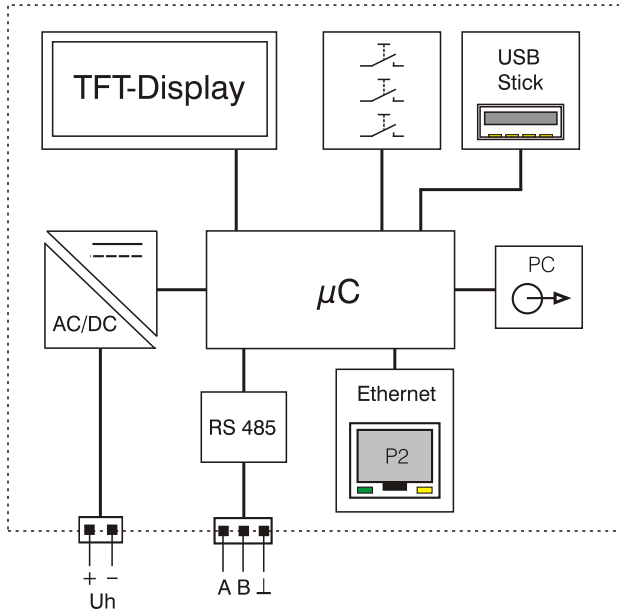 TFT-Display
USB
Stick
AC/DC
μC
PC
RS 485
Ethernet
P2
+ −
Uh
A B ⊥